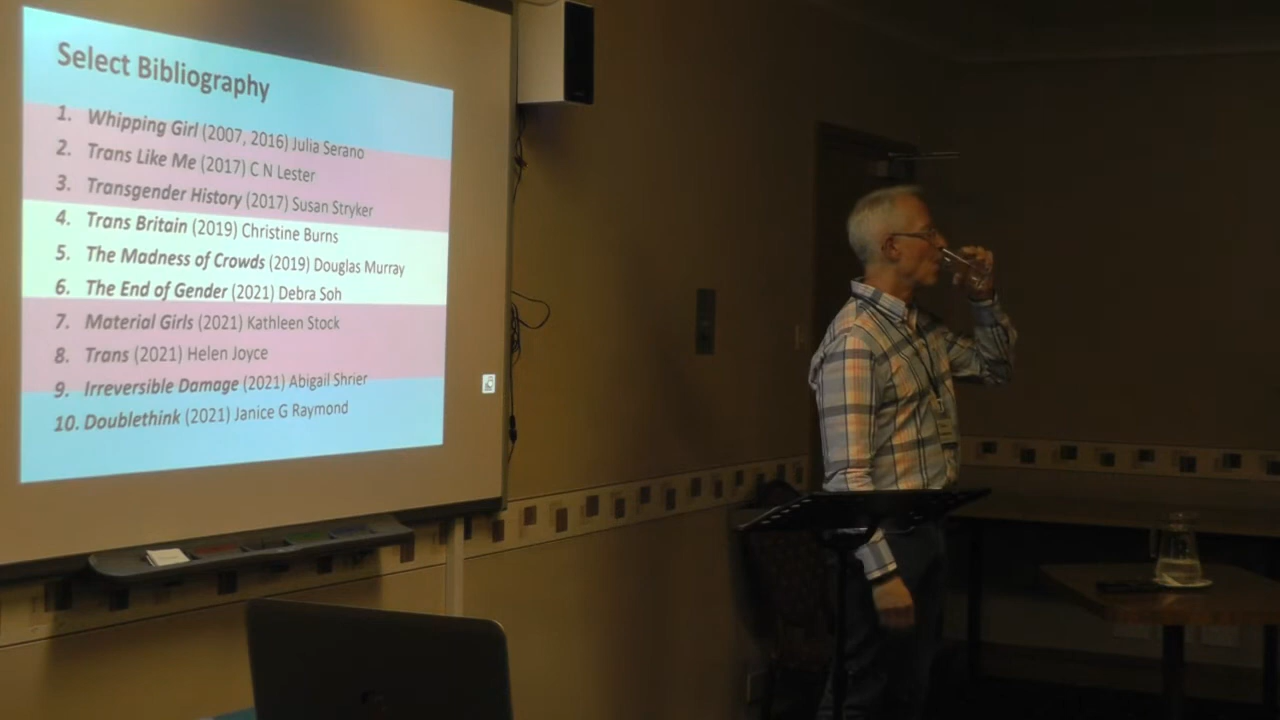 Select Bibliography
1. Whipping Girl (2007, 2016) Julia Serano
2. Trans Like Me (2017) C N Lester
3. Transgender History (2017) Susan Stryker
4. Trans Britain (2019) Christine Burns
5. The Madness of Crowds (2019) Douglas Murray
6. The End of Gender (2021) Debra Soh
7. Material Girls (2021) Kathleen Stock
8. Trans (2021) Helen Joyce
9. Irreversible Damage (2021) Abigail Shrier
10. Doublethink (2021) Janice G Raymond